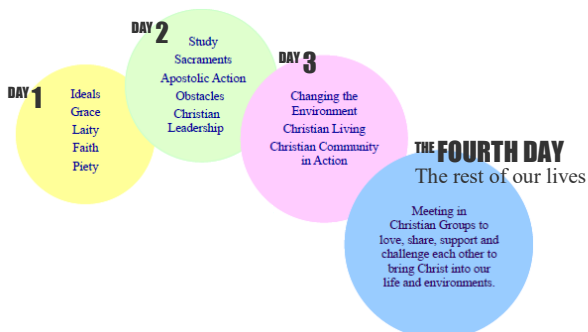 DAY 1
Ideals
Grace
Laity
Faith
Piety
DAY 2
Study
Sacraments
Apostolic Action
Obstacles
Christian
Leadership
DAY 3
Changing the
Environment
Christian Living
Christian Community
in Action
THE FOURTH DAY
The rest of our lives
Meeting in
Christian Groups to
love, share, support and
challenge each other to
bring Christ into our
life and environments.